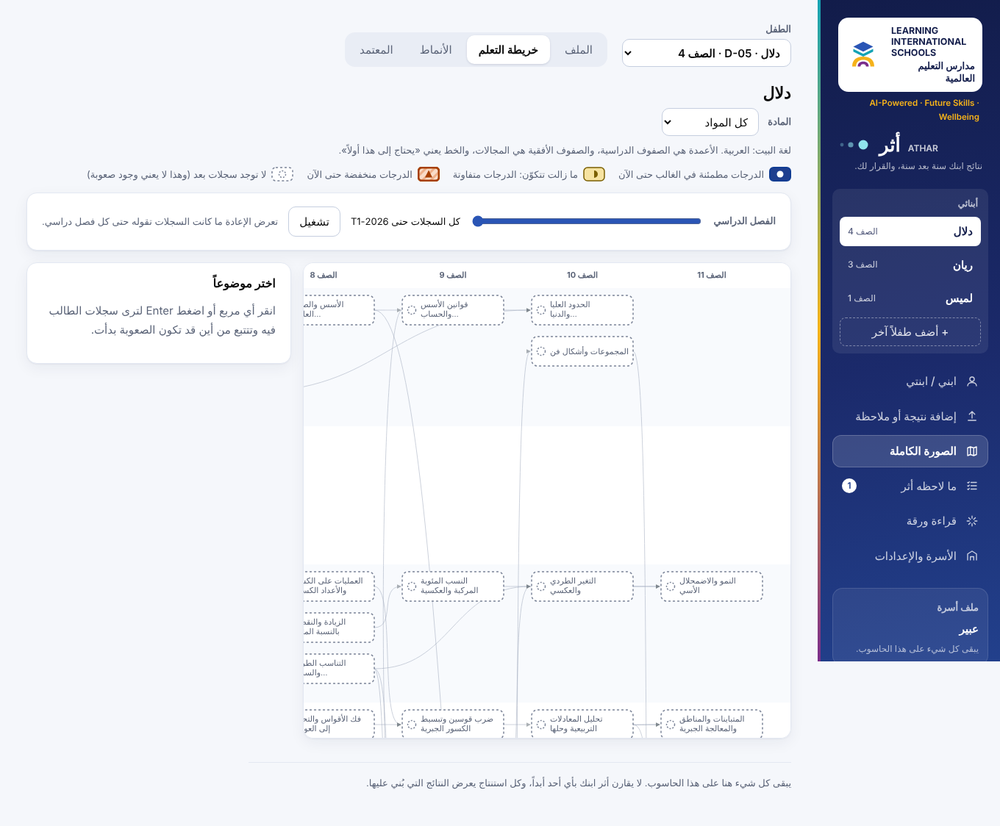 LEARNING
INTERNATIONAL
SCHOOLS
مدارس التعليم
العالمية
AI-Powered · Future Skills ·
Wellbeing
أثر ATHAR
نتائج ابنك سنة بعد سنة، والقرار لك.
أبنائي
دلال الصف 4
ريان الصف 3
لميس الصف 1
+ أضف طفلاً آخر
ابني / ابنتي
إضافة نتيجة أو ملاحظة
الصورة الكاملة
ما لاحظه أثر 1
قراءة ورقة
الأسرة والإعدادات
ملف أسرة
عبير
يبقى كل شيء على هذا الحاسوب.
الطفل
دلال · D-05 · الصف 4
الملف
خريطة التعلم
الأنماط
المعتمد
دلال
المادة
كل المواد
لغة البيت: العربية. الأعمدة هي الصفوف الدراسية، والصفوف الأفقية هي المجالات، والخط يعني «يحتاج إلى هذا أولاً».
الدرجات مطمئنة في الغالب حتى الآن
ما زالت تتكوّن: الدرجات متفاوتة
الدرجات منخفضة حتى الآن
لا توجد سجلات بعد (وهذا لا يعني وجود صعوبة)
الفصل الدراسي
كل السجلات حتى T1-2026
تشغيل
تعرض الإعادة ما كانت السجلات تقوله حتى كل فصل دراسي.
الصف 11
الصف 10
الصف 9
الصف 8
الحدود العليا
والدنيا...
قوانين الأسس
والحساب...
المجموعات وأشكال فن
النمو والاضمحلال
الأسي
التغير الطردي
والعكسي
النسب المئوية
المركبة والعكسية
المتباينات والمناطق
والمعالجة الجبرية
تحليل المعادلات
التربيعية وحلها
ضرب قوسين وتبسيط
الكسور الجبرية
اختر موضوعاً
انقر أي مربع أو اضغط Enter لترى سجلات الطالب
فيه وتتتبع من أين قد تكون الصعوبة بدأت.
يبقى كل شيء هنا على هذا الحاسوب. لا يقارن أثر ابنك بأي أحد أبداً، وكل استنتاج يعرض النتائج التي بُني عليها.